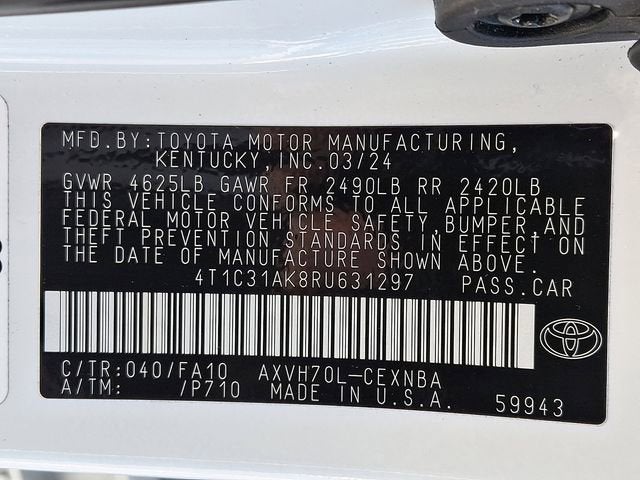 MFD.BY:TOYOTA MOTOR MANUFACTURING,
KENTUCKY,INC.03/24
GVWR 4625LB GAWR FR 2490LB RR 2420LB
THIS VEHICLE CONFORMS TO ALL APPLICABLE
FEDERAL MOTOR VEHICLE SAFETY,BUMPER,AND
THEFT PREVENTION STANDARDS IN EFFECT ON
THE DATE OF MANUFACTURE SHOWN ABOVE.
4T1C31AK8RU631297 PASS.CAR
C/TR:040/FA10 AXVH70L-CEXNBA
A/TM: /P710 MADE IN U.S.A. 59943